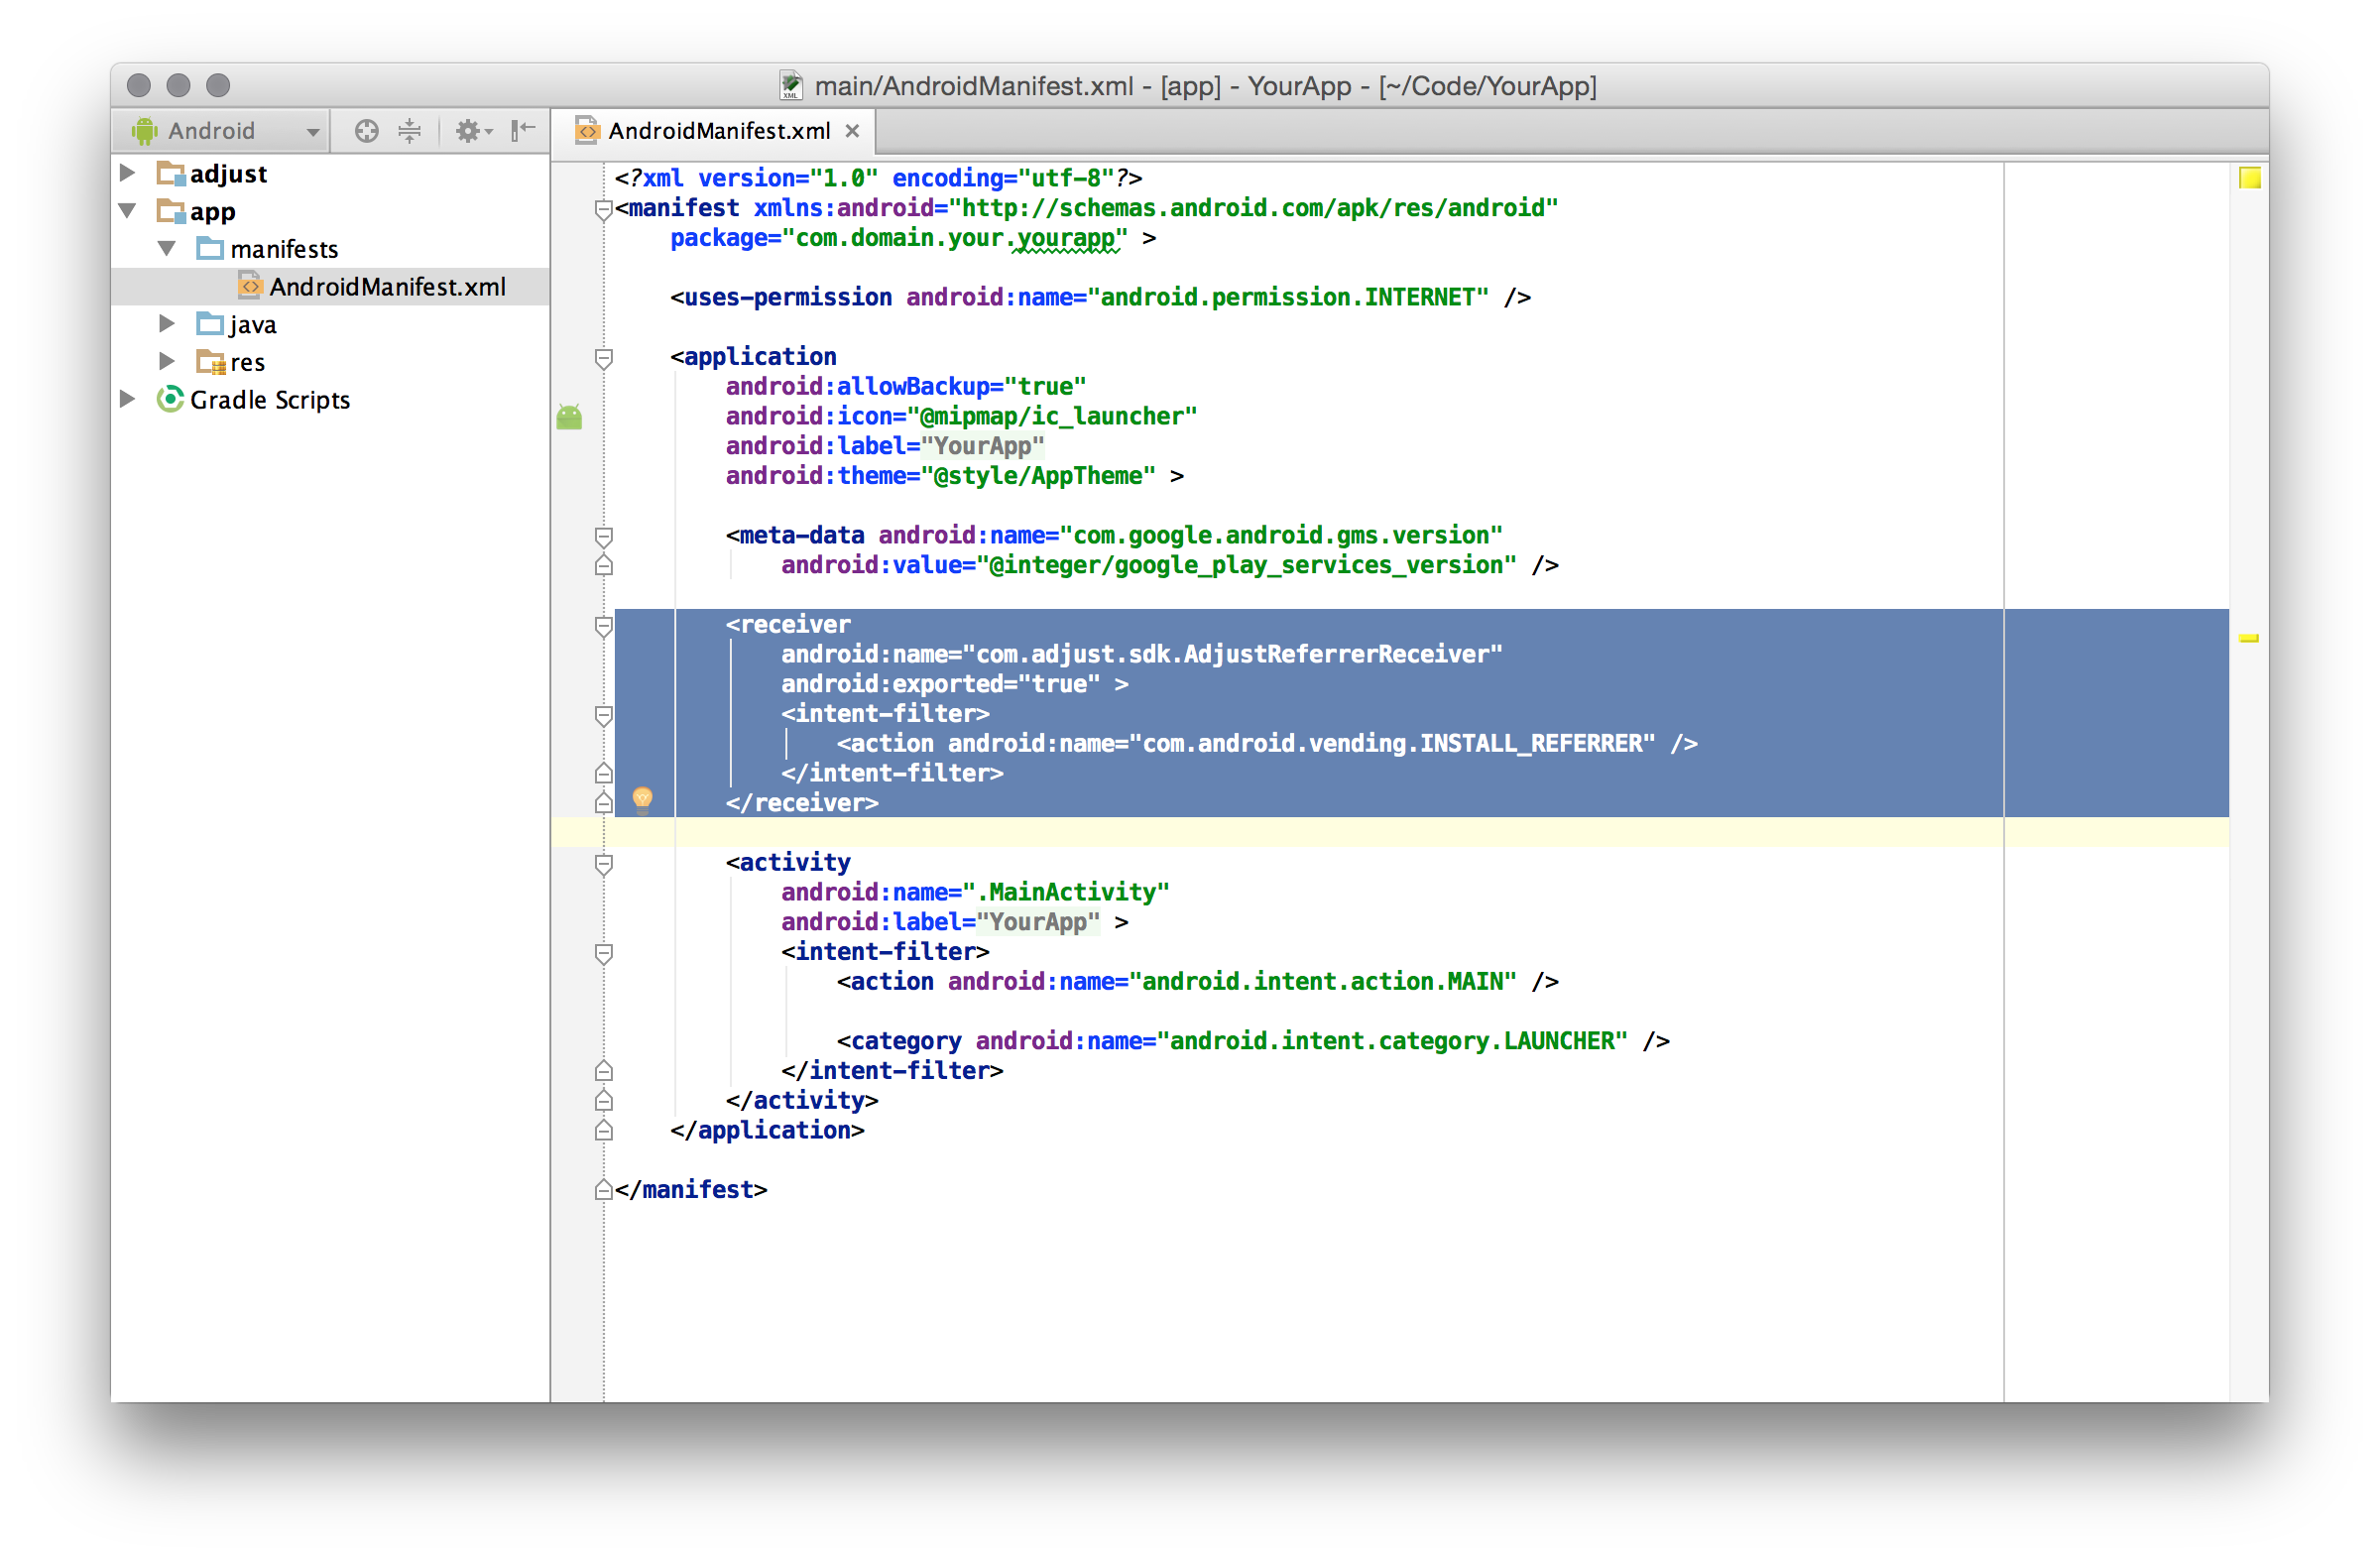 main/AndroidManifest.xml - [app] - YourApp - [~/Code/YourApp]
Android
AndroidManifest.xml
adjust
app
manifests
AndroidManifest.xml
java
res
Gradle Scripts
<?xml version="1.0" encoding="utf-8"?>
<manifest xmlns:android="http://schemas.android.com/apk/res/android"
    package="com.domain.your.yourapp" >
    <uses-permission android:name="android.permission.INTERNET" />
    <application
        android:allowBackup="true"
        android:icon="@mipmap/ic_launcher"
        android:label="YourApp"
        android:theme="@style/AppTheme" >
        <meta-data android:name="com.google.android.gms.version"
            android:value="@integer/google_play_services_version" />
        <receiver
            android:name="com.adjust.sdk.AdjustReferrerReceiver"
            android:exported="true" >
            <intent-filter>
                <action android:name="com.android.vending.INSTALL_REFERRER" />
            </intent-filter>
        </receiver>
        <activity
            android:name=".MainActivity"
            android:label="YourApp" >
            <intent-filter>
                <action android:name="android.intent.action.MAIN" />
                <category android:name="android.intent.category.LAUNCHER" />
            </intent-filter>
        </activity>
    </application>
</manifest>